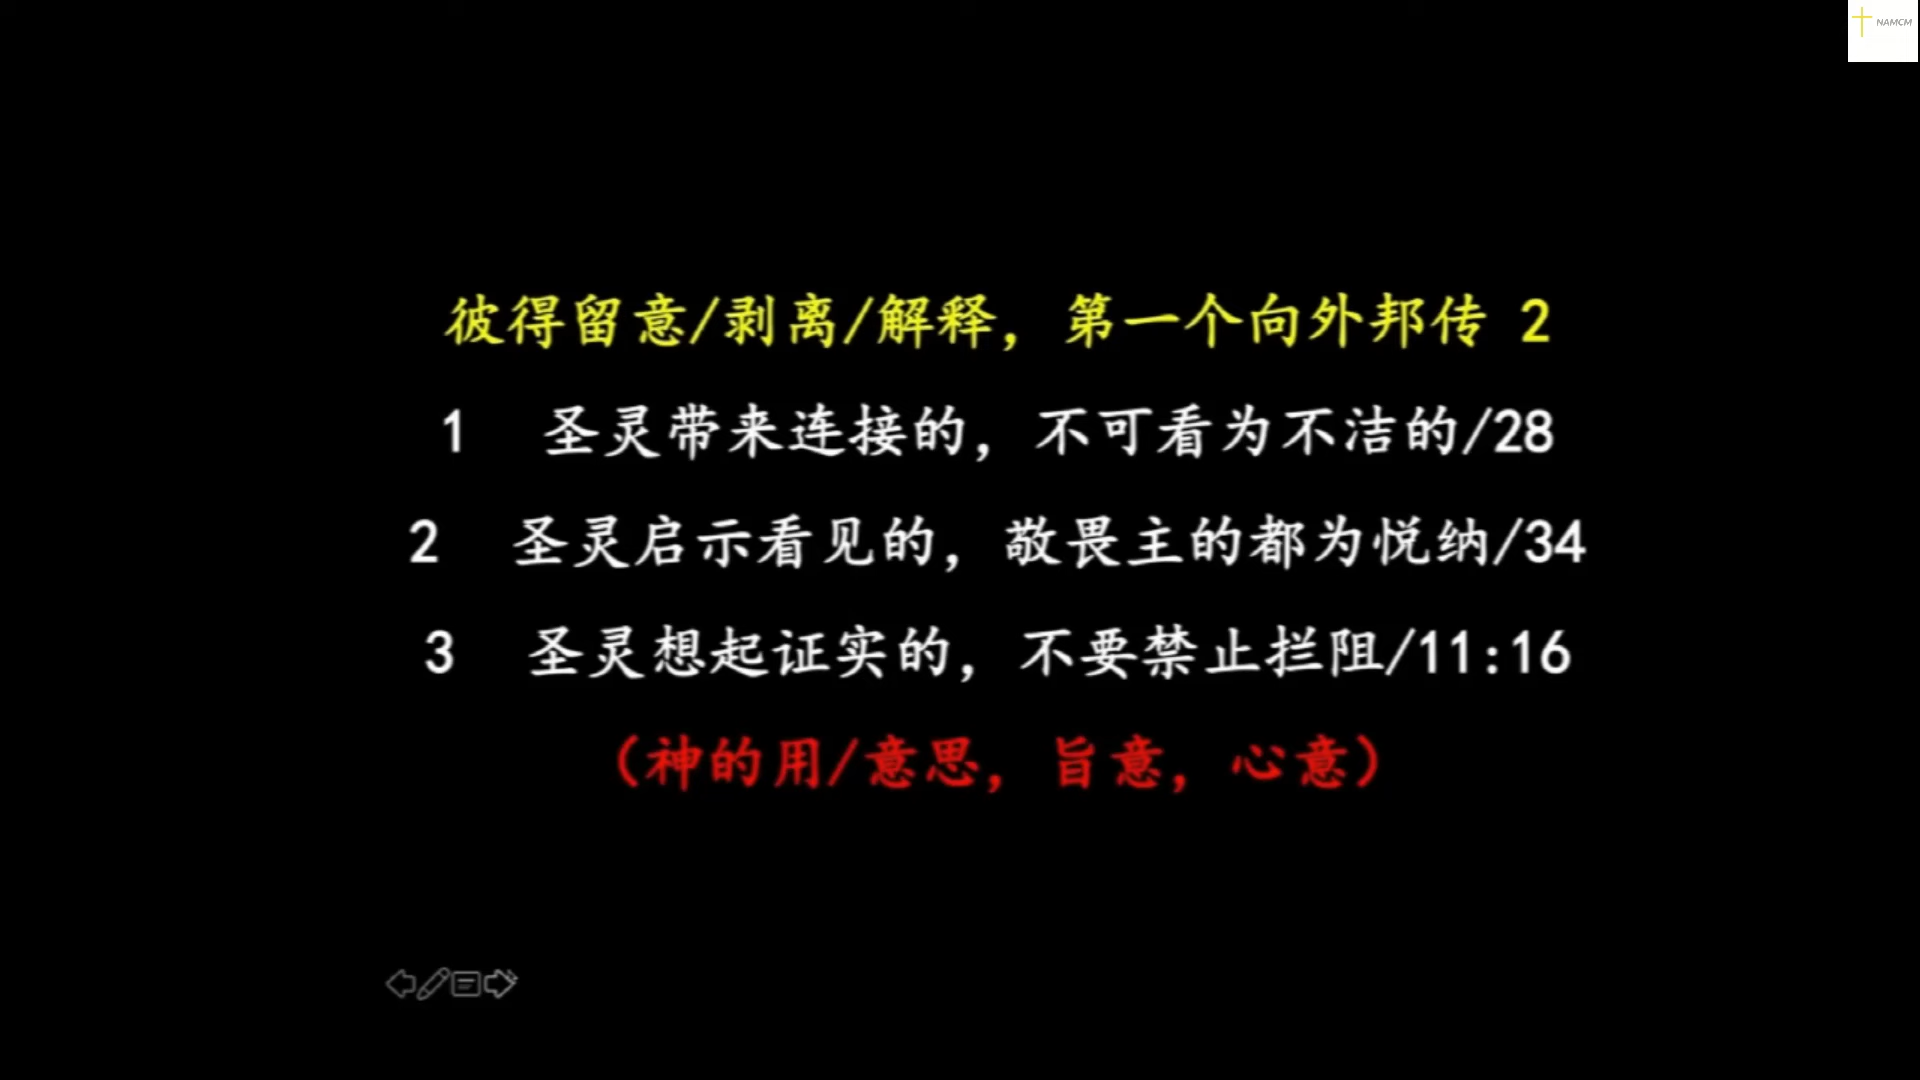 NAMCM
彼得留意/剥离/解释，第一个向外邦传 2
1 圣灵带来连接的，不可看为不洁的/28
2 圣灵启示看见的，敬畏主的都为悦纳/34
3 圣灵想起证实的，不要禁止拦阻/11:16
（神的用/意思，旨意，心意）